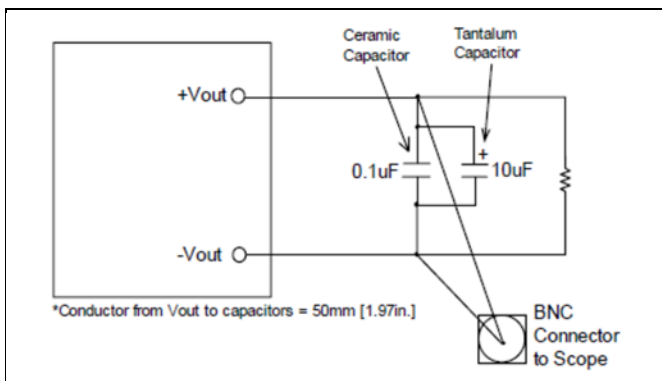 Ceramic
Capacitor
Tantalum
Capacitor
+Vout
+
0.1uF
10uF
-Vout
*Conductor from Vout to capacitors = 50mm [1.97in.]
BNC
Connector
to Scope